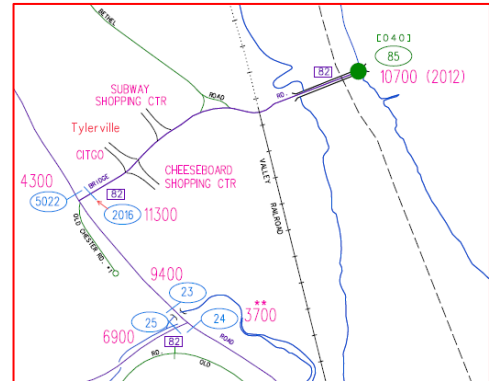 BETHEL
ROAD
[040]
85
10700 (2012)
82
RD.
SUBWAY
SHOPPING CTR
Tylerville
CITGO
CHEESEBOARD
SHOPPING CTR
VALLEY
RAILROAD
4300
5022
BRIDGE
82
2016
11300
OLD CHESTER RD.
9400
23
**
3700
24
25
6900
82
ROAD
RD.
OLD